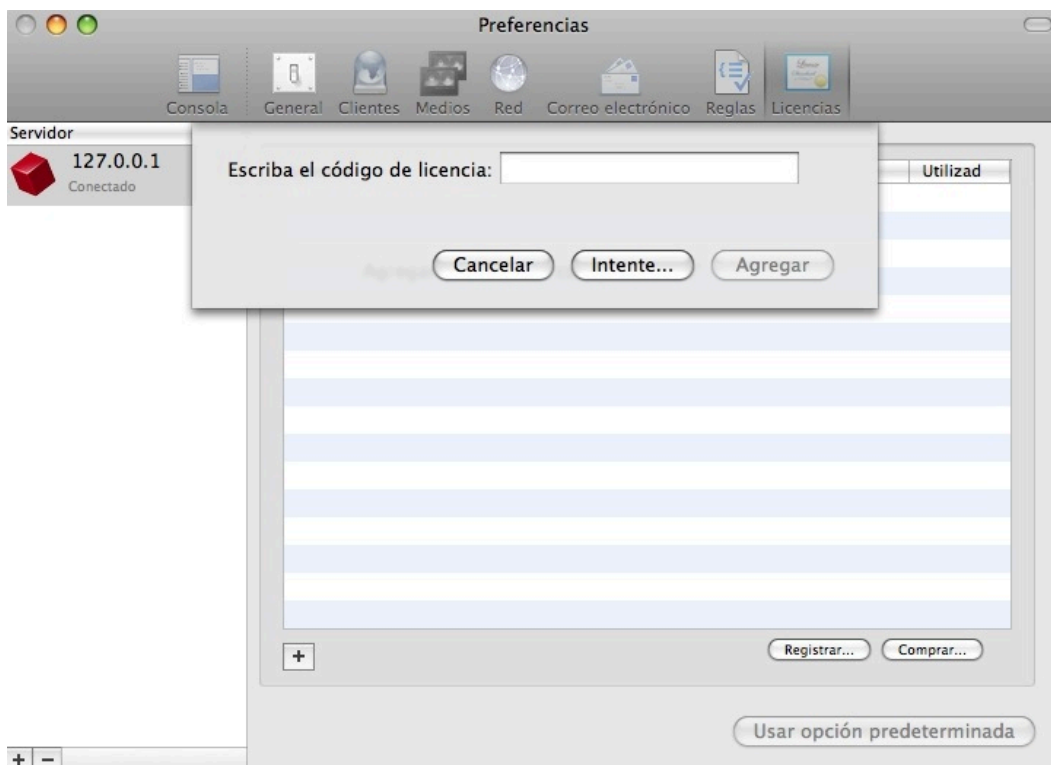 Preferencias
Consola General Clientes Medios Red Correo electrónico Reglas Licencias
Servidor
127.0.0.1
Conectado
Escriba el código de licencia:
Utilizad
Cancelar Intente... Agregar
+ Registrar... Comprar...
Usar opción predeterminada
+ −